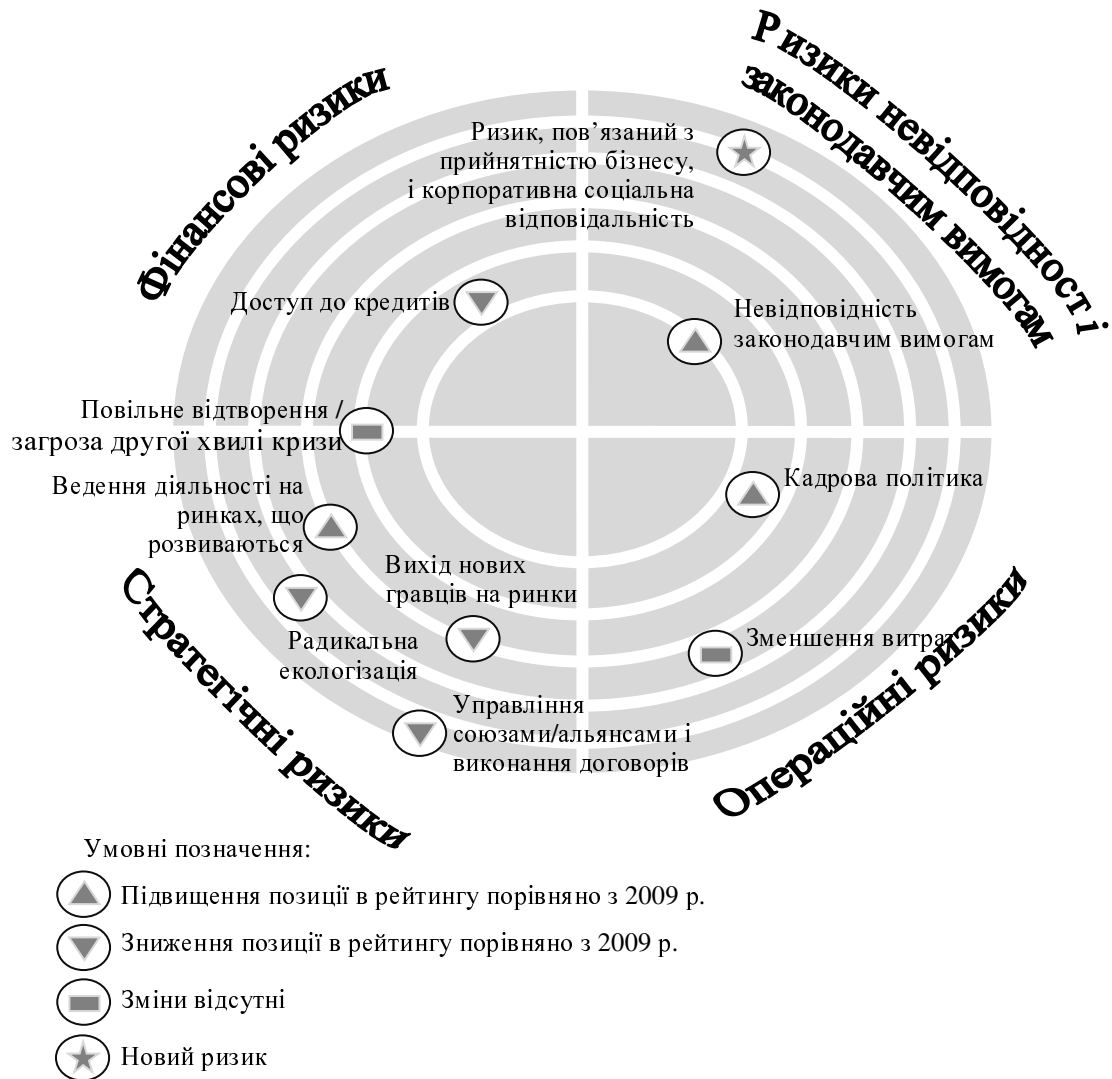 Фінансові ризики
Ризики невідповідності
законодавчим вимогам
Ризик, пов’язаний з
прийнятністю бізнесу,
і корпоративна соціальна
відповідальність
Доступ до кредитів
Невідповідність
законодавчим вимогам
Повільне відтворення /
загроза другої хвилі кризи
Ведення діяльності на
ринках, що
розвиваються
Кадрова політика
Вихід нових
гравців на ринки
Радикальна
екологізація
Зменшення витрат
Управління
союзами/альянсами і
виконання договорів
Стратегічні ризики
Операційні ризики
Умовні позначення:
Підвищення позиції в рейтингу порівняно з 2009 р.
Зниження позиції в рейтингу порівняно з 2009 р.
Зміни відсутні
Новий ризик